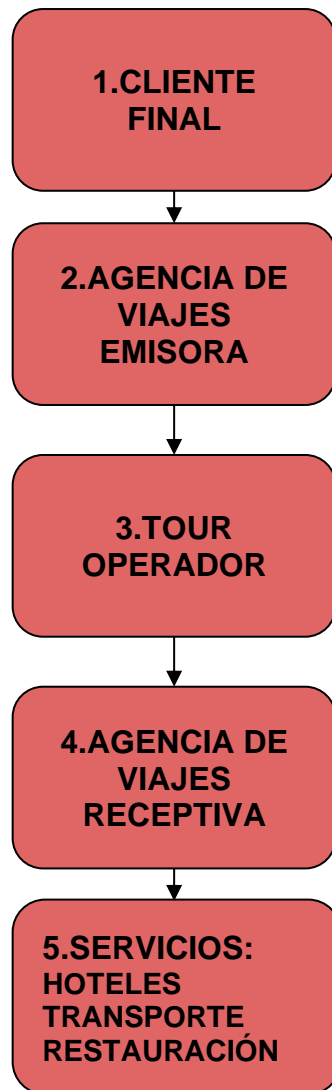 1.CLIENTE
FINAL
2.AGENCIA DE
VIAJES
EMISORA
3.TOUR
OPERADOR
4.AGENCIA DE
VIAJES
RECEPTIVA
5.SERVICIOS:
HOTELES
TRANSPORTE
RESTAURACIÓN